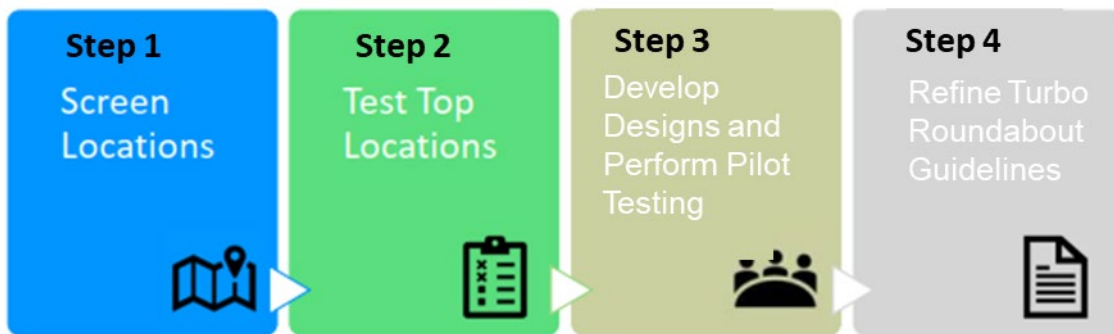 Step 1
Screen
Locations
Step 2
Test Top
Locations
Step 3
Develop
Designs and
Perform Pilot
Testing
Step 4
Refine Turbo
Roundabout
Guidelines